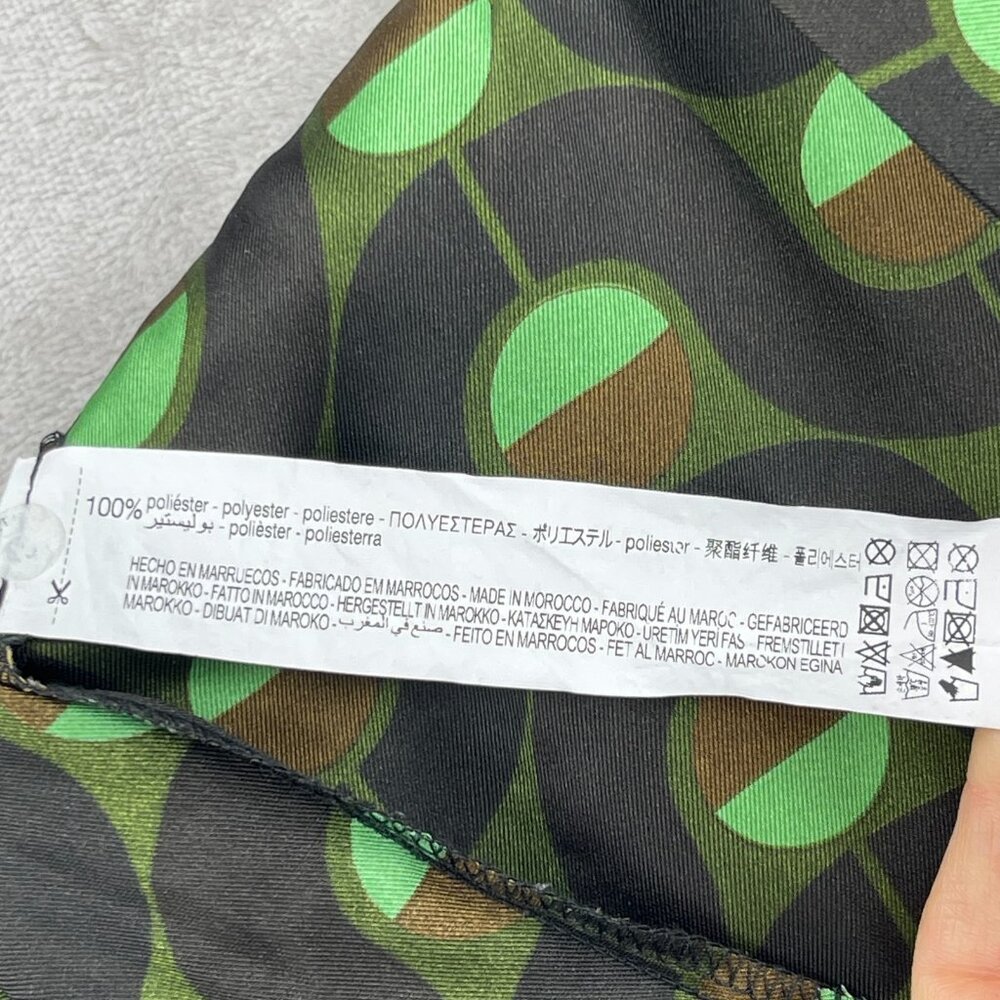 100% poliéster - polyester - poliestere - ΠΟΛΥΕΣΤΕΡΑΣ - ポリエステル - poliester - 聚酯纤维 - 폴리에스터
بوليستير - polièster - poliesterra
HECHO EN MARRUECOS - FABRICADO EM MARROCOS - MADE IN MOROCCO - FABRIQUÉ AU MAROC - GEFABRICEERD
IN MAROKKO - FATTO IN MAROCCO - HERGESTELLT IN MAROKKO - ΚΑΤΑΣΚΕΥΗ ΜΑΡΟΚΟ - URETIM YERI FAS - FREMSTILLET I
MAROKKO - DIBUAT DI MAROKO - صنع في المغرب - FEITO EN MARROCOS - FET AL MARROC - MAROKON EGINA